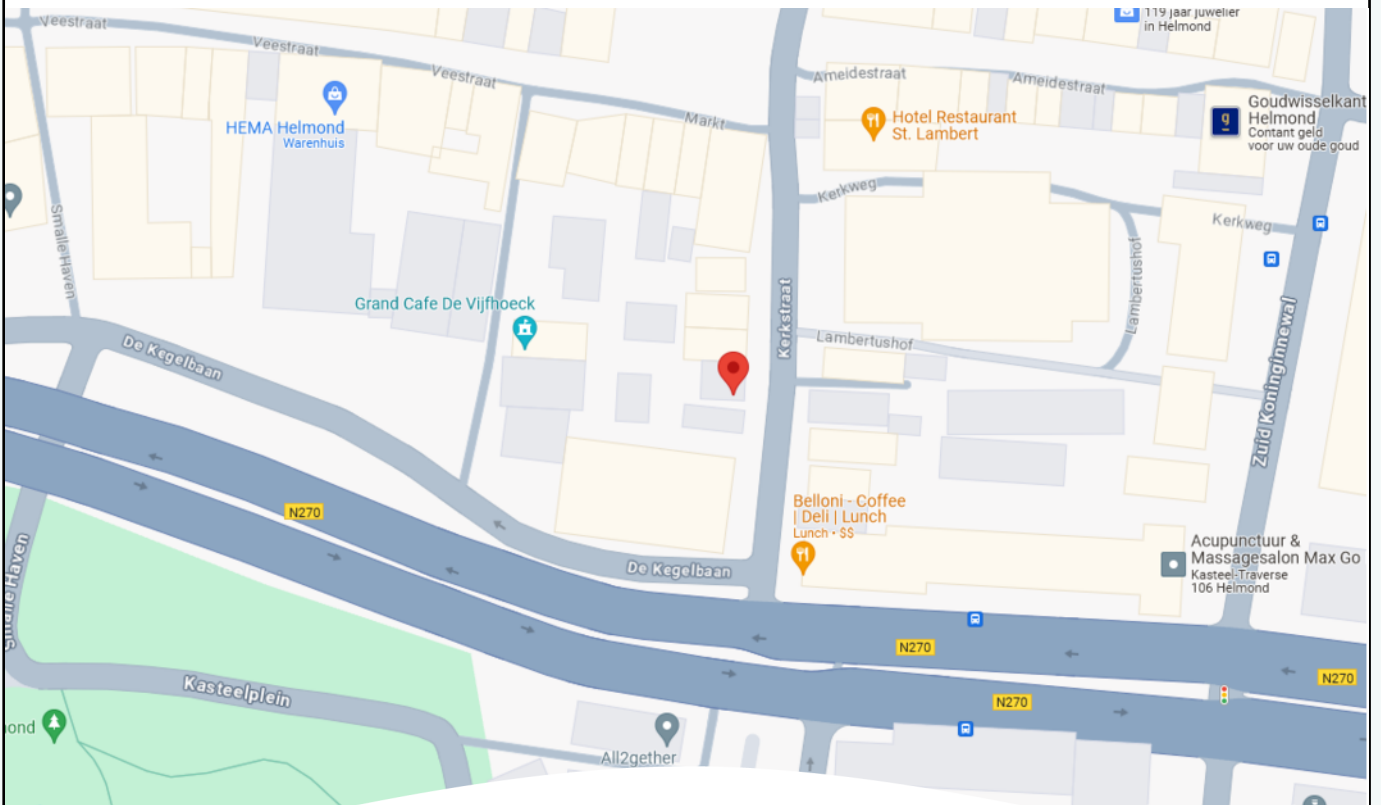 Veestraat
119 jaar juwelier
in Helmond
Veestraat
Veestraat
Ameidestraat
Ameidestraat
HEMA Helmond
Warenhuis
Markt
Hotel Restaurant
St. Lambert
Goudwisselkant
Helmond
Contant geld
voor uw oude goud
g
Smalle Haven
Kerkweg
Kerkweg
Lambertushof
Kerkstraat
Zuid Koninginnewal
Grand Cafe De Vijfhoeck
Lambertushof
De Kegelbaan
N270
Belloni - Coffee
| Deli | Lunch
Lunch • $$
Acupunctuur &
Massagesalon Max Go
Kasteel-Traverse
106 Helmond
De Kegelbaan
Smalle Haven
N270
N270
N270
Kasteelplein
ond
All2gether